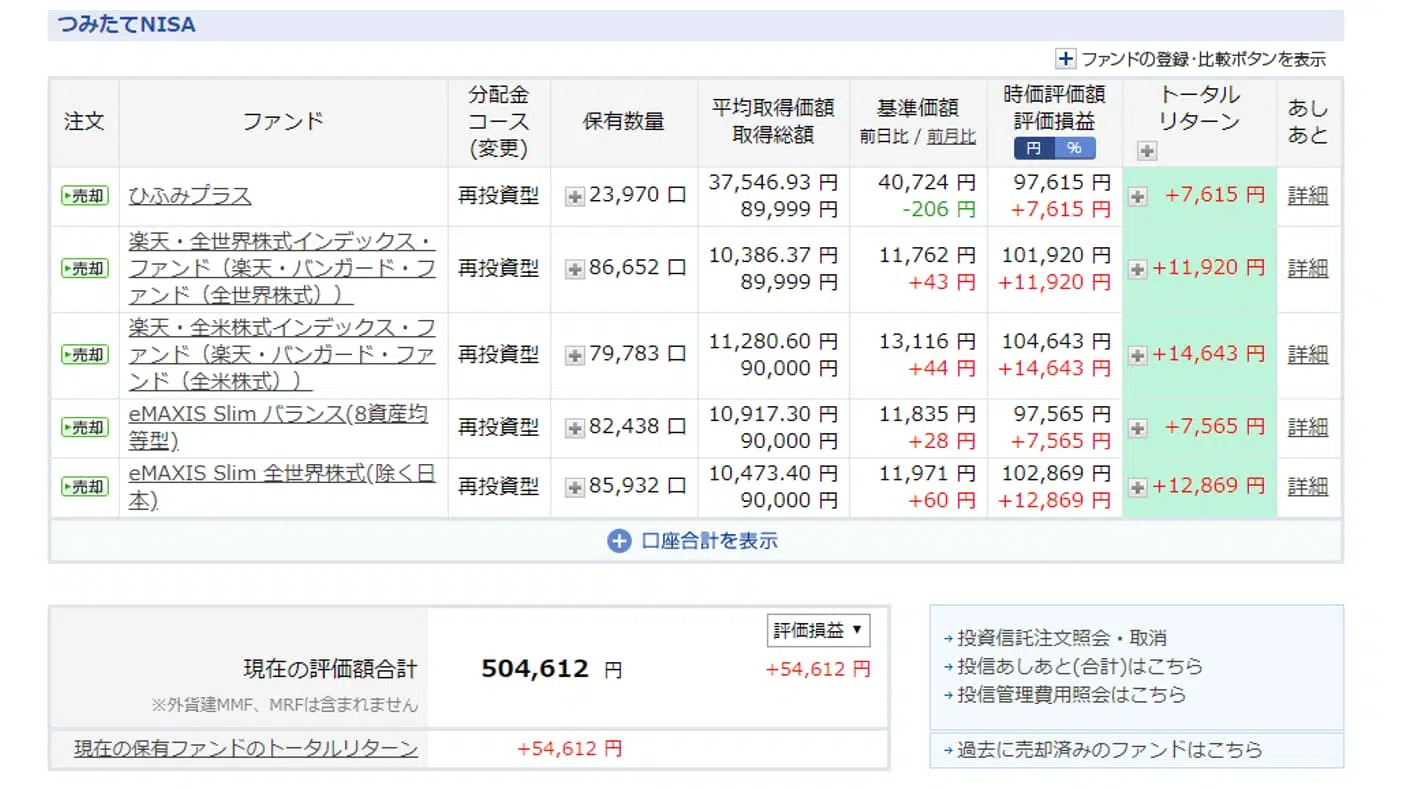 つみたてNISA
ファンドの登録・比較ボタンを表示
注文
ファンド
分配金
コース
(変更)
保有数量
平均取得価額
取得総額
基準価額
前日比 / 前月比
時価評価額
評価損益
円 %
トータル
リターン
あし
あと
売却
ひふみプラス
再投資型
23,970 口
37,546.93 円
89,999 円
40,724 円
-206 円
97,615 円
+7,615 円
+7,615 円
詳細
売却
楽天・全世界株式インデックス・
ファンド（楽天・バンガード・フ
ァンド（全世界株式））
再投資型
86,652 口
10,386.37 円
89,999 円
11,762 円
+43 円
101,920 円
+11,920 円
+11,920 円
詳細
売却
楽天・全米株式インデックス・フ
ァンド（楽天・バンガード・ファ
ンド（全米株式））
再投資型
79,783 口
11,280.60 円
90,000 円
13,116 円
+44 円
104,643 円
+14,643 円
+14,643 円
詳細
売却
eMAXIS Slim バランス(8資産均
等型)
再投資型
82,438 口
10,917.30 円
90,000 円
11,835 円
+28 円
97,565 円
+7,565 円
+7,565 円
詳細
売却
eMAXIS Slim 全世界株式(除く日
本)
再投資型
85,932 口
10,473.40 円
90,000 円
11,971 円
+60 円
102,869 円
+12,869 円
+12,869 円
詳細
口座合計を表示
評価損益 ▼
現在の評価額合計
504,612 円
+54,612 円
※外貨建MMF、MRFは含まれません
現在の保有ファンドのトータルリターン
+54,612 円
投資信託注文照会・取消
投信あしあと(合計)はこちら
投信管理費用照会はこちら
過去に売却済みのファンドはこちら